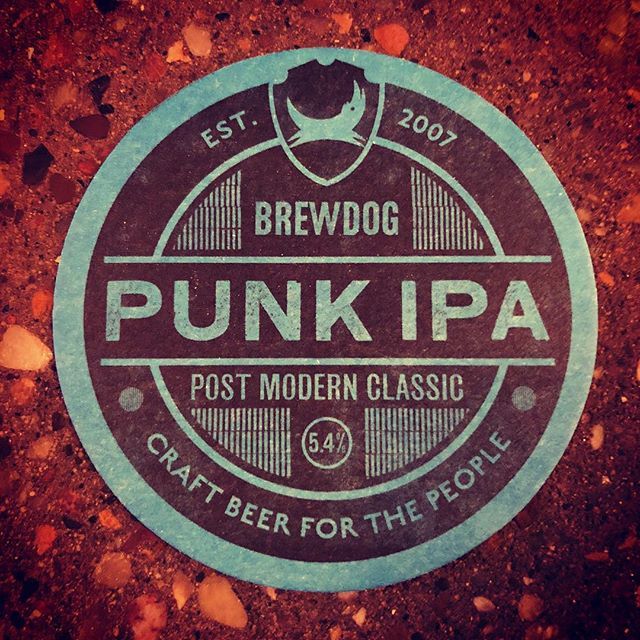 EST. 2007
BREWDOG
PUNK IPA
POST MODERN CLASSIC
5.4%
CRAFT BEER FOR THE PEOPLE